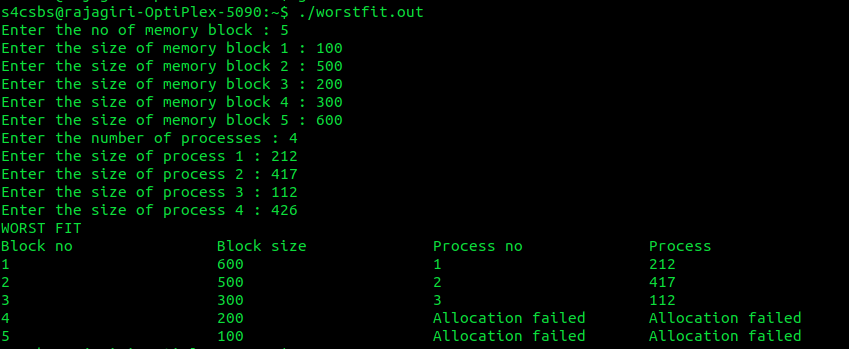 s4csbs@rajagiri-OptiPlex-5090:~$ ./worstfit.out
Enter the no of memory block : 5
Enter the size of memory block 1 : 100
Enter the size of memory block 2 : 500
Enter the size of memory block 3 : 200
Enter the size of memory block 4 : 300
Enter the size of memory block 5 : 600
Enter the number of processes : 4
Enter the size of process 1 : 212
Enter the size of process 2 : 417
Enter the size of process 3 : 112
Enter the size of process 4 : 426
WORST FIT
Block no Block size Process no Process
1 600 1 212
2 500 2 417
3 300 3 112
4 200 Allocation failed Allocation failed
5 100 Allocation failed Allocation failed